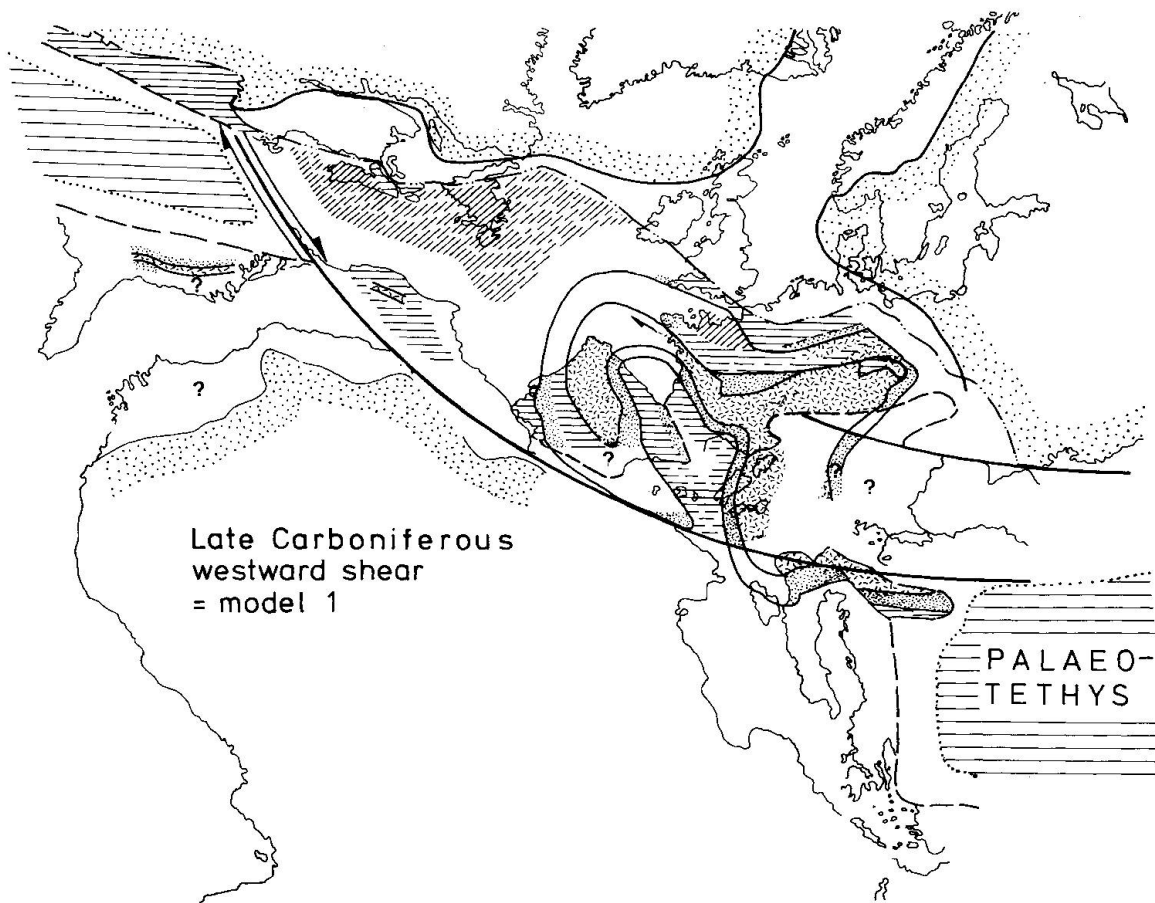 ?
?
?
?
?
Late Carboniferous
westward shear
= model 1
PALAEO-
TETHYS